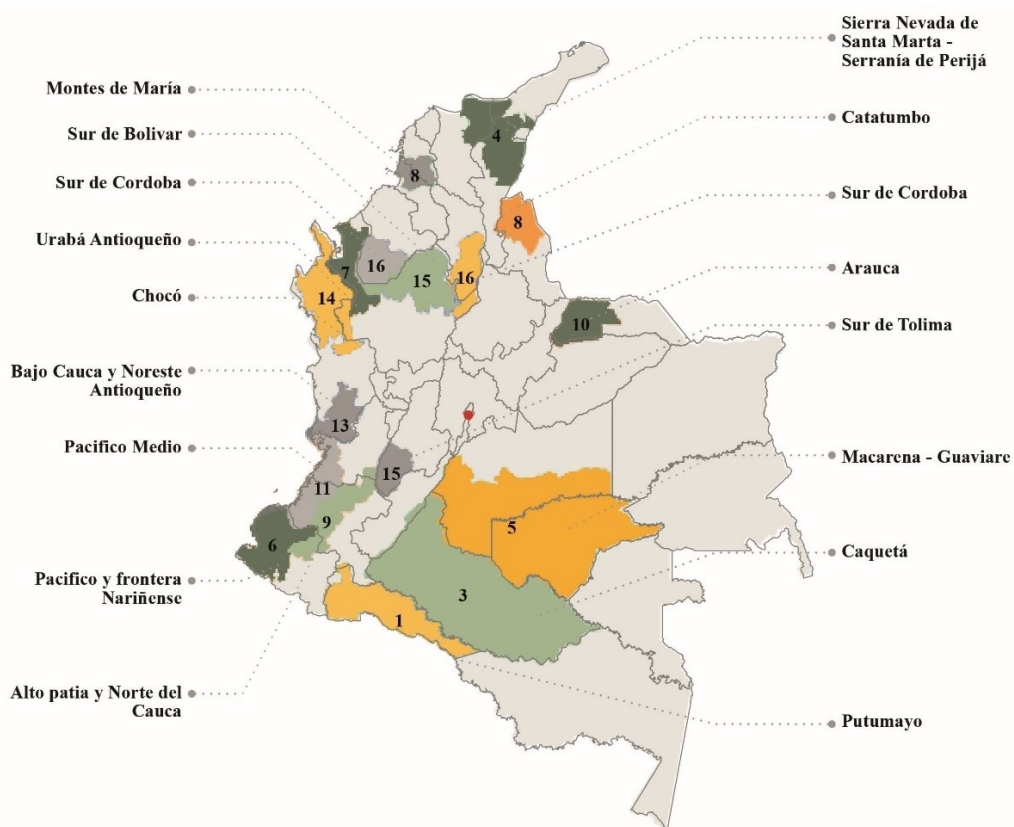 Sierra Nevada de
Santa Marta -
Serranía de Perijá
Montes de María
Catatumbo
Sur de Bolivar
Sur de Cordoba
Sur de Cordoba
Urabá Antioqueño
Arauca
Chocó
Sur de Tolima
Bajo Cauca y Noreste
Antioqueño
Pacifico Medio
Macarena - Guaviare
Caquetá
Pacifico y frontera
Nariñense
Alto patia y Norte del
Cauca
Putumayo
4
8
8
7
16
15
16
14
10
13
15
11
9
5
6
3
1